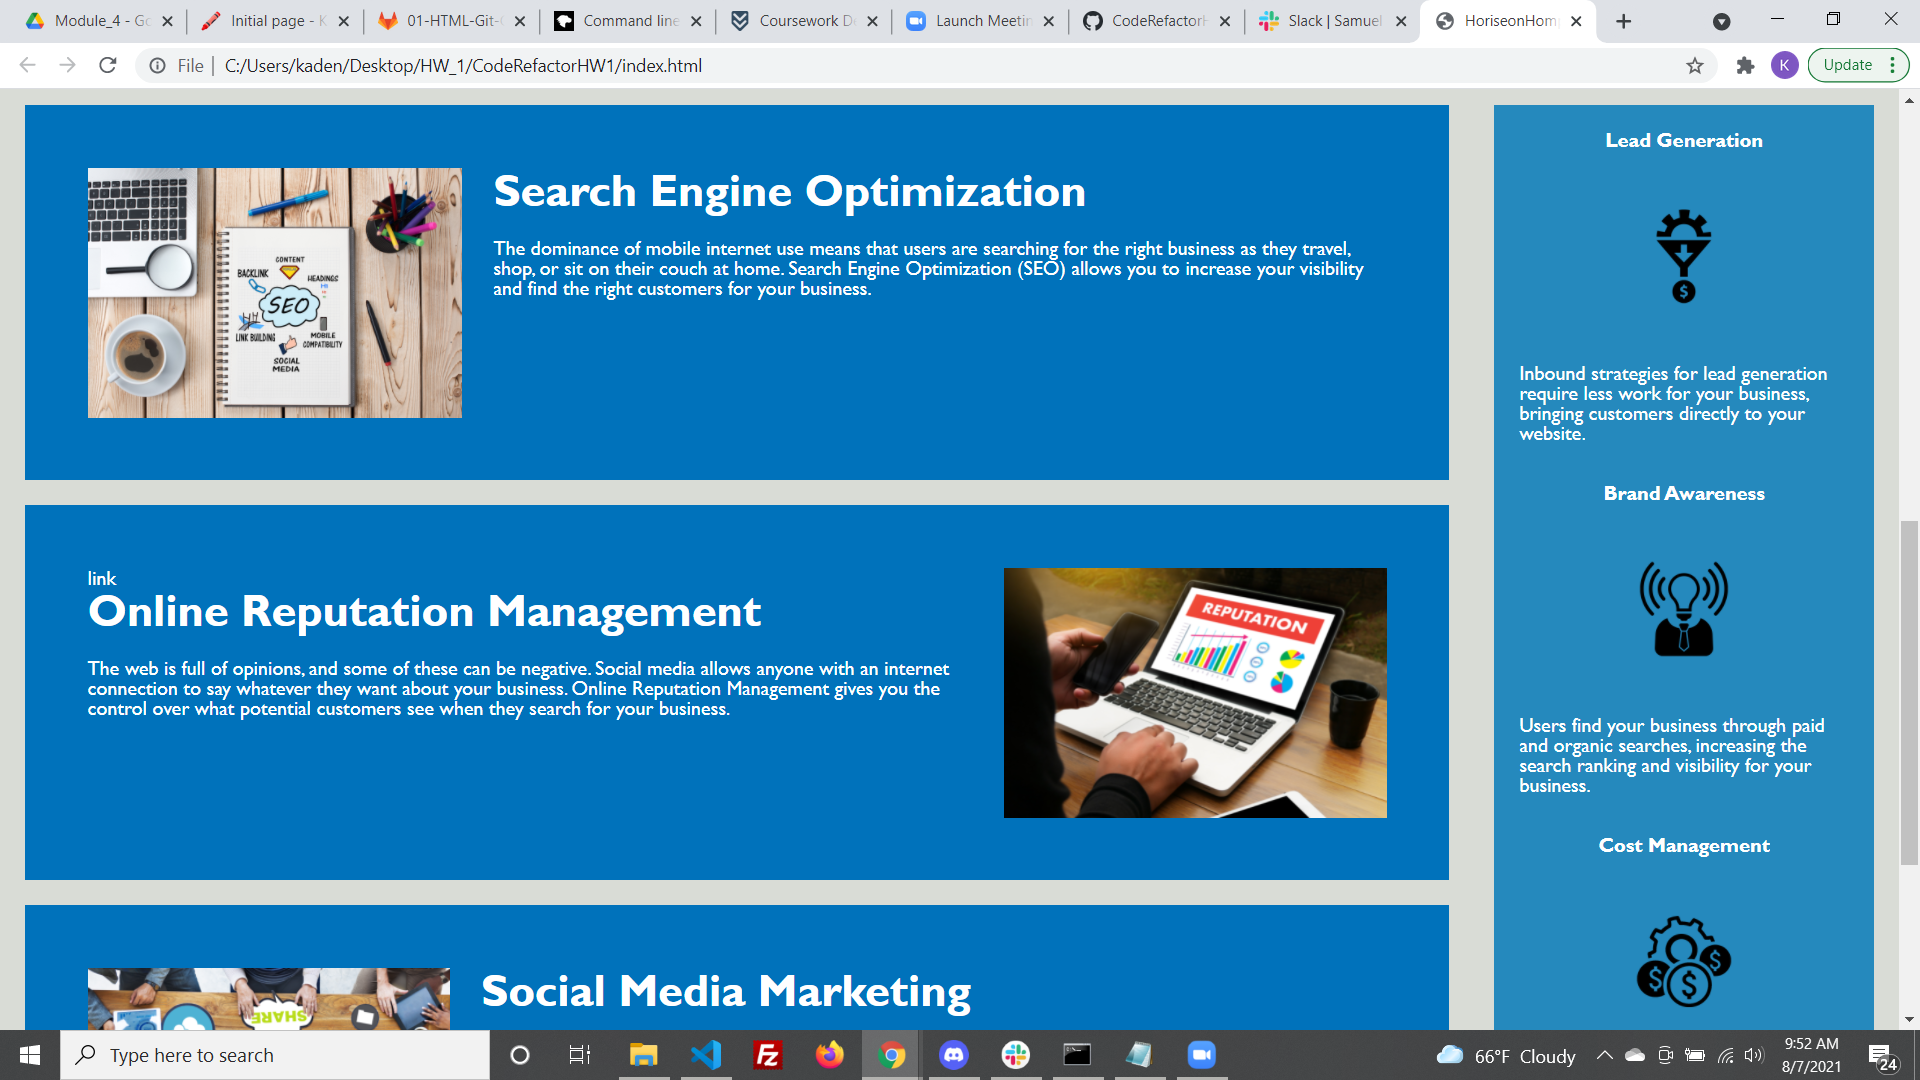 Module_4 - Go
Initial page - K
01-HTML-Git-C
Command line
Coursework De
Launch Meetin
CodeRefactorH
Slack | Samuel
HoriseonHom
File
C:/Users/kaden/Desktop/HW_1/CodeRefactorHW1/index.html
K
Update
CONTENT
BACKLINK
HEADINGS
SEO
LINK BUILDING
MOBILE
COMPATIBILITY
SOCIAL
MEDIA
Search Engine Optimization
The dominance of mobile internet use means that users are searching for the right business as they travel,
shop, or sit on their couch at home. Search Engine Optimization (SEO) allows you to increase your visibility
and find the right customers for your business.
link
Online Reputation Management
The web is full of opinions, and some of these can be negative. Social media allows anyone with an internet
connection to say whatever they want about your business. Online Reputation Management gives you the
control over what potential customers see when they search for your business.
REPUTATION
SHARE
Social Media Marketing
Lead Generation
$
Inbound strategies for lead generation
require less work for your business,
bringing customers directly to your
website.
Brand Awareness
Users find your business through paid
and organic searches, increasing the
search ranking and visibility for your
business.
Cost Management
$ $ $
Type here to search
Fz
66°F Cloudy
9:52 AM
8/7/2021
24